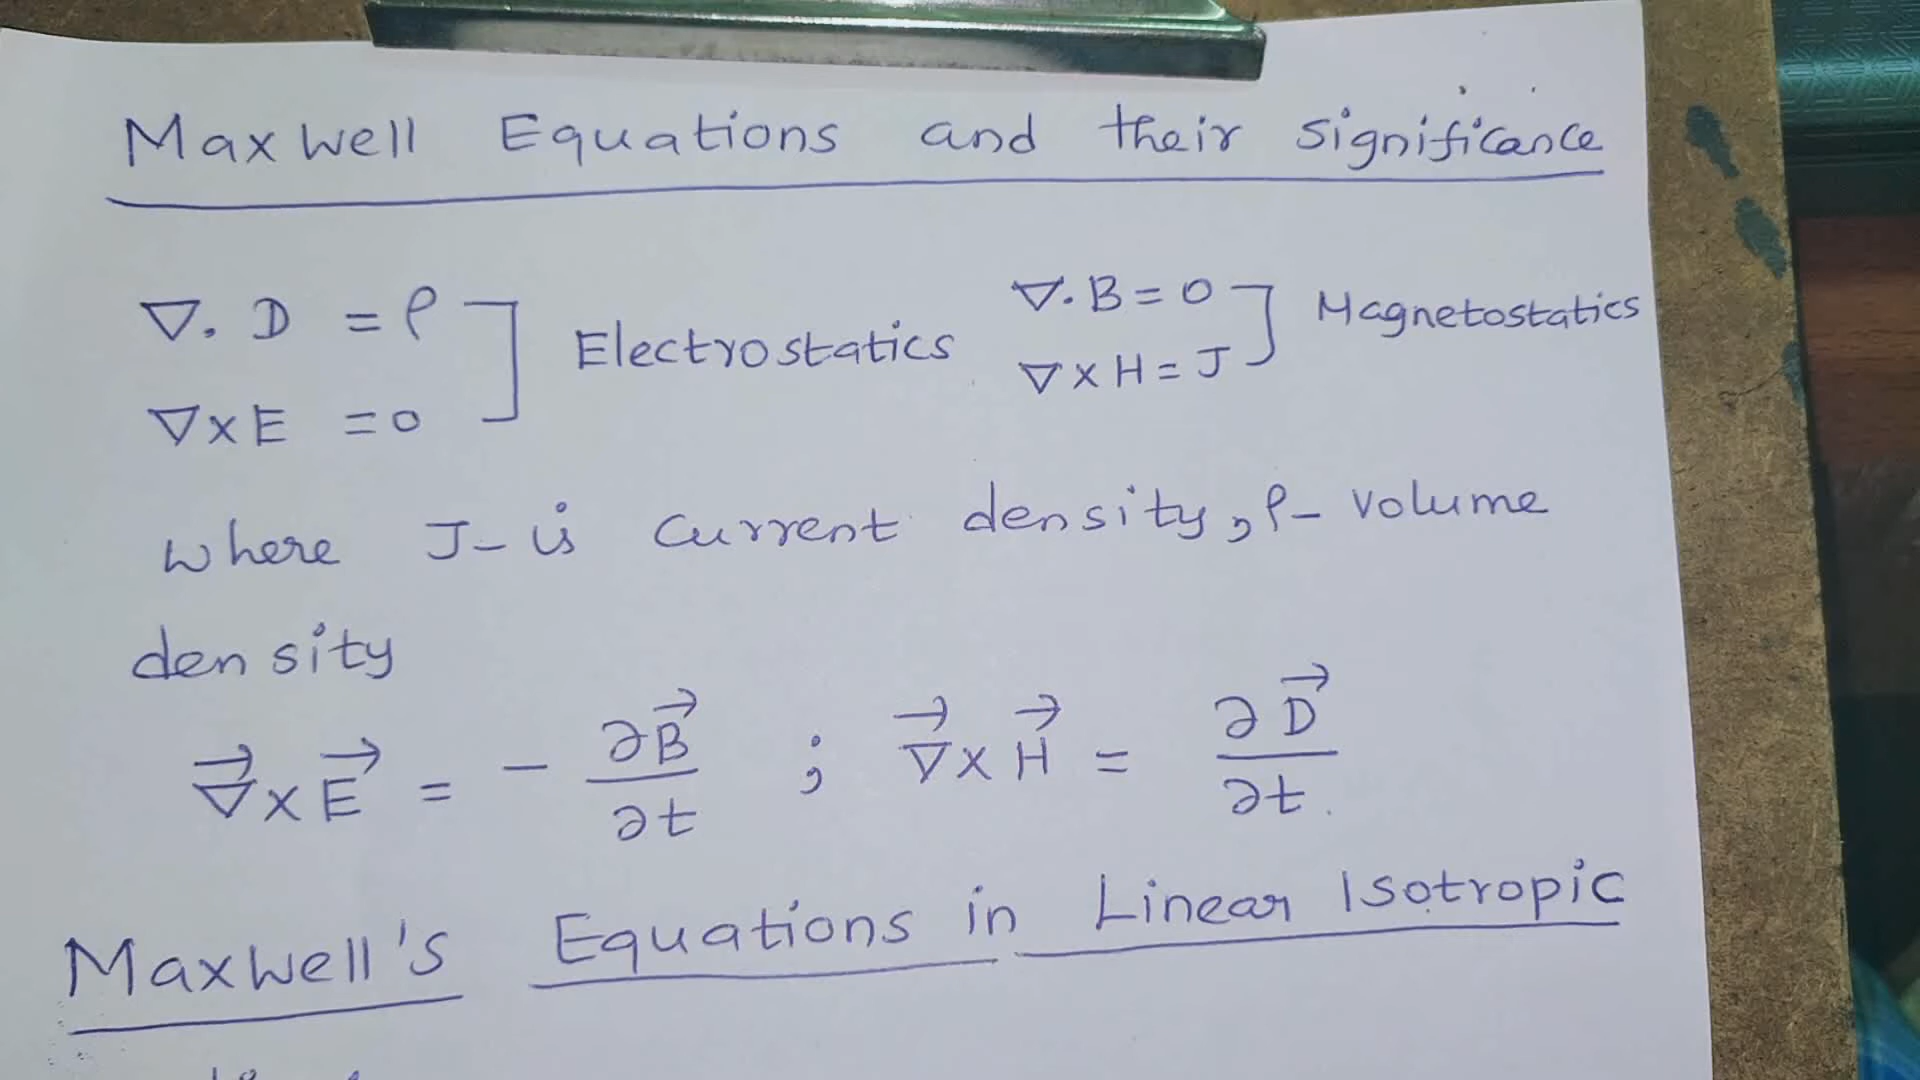 Maxwell Equations and their significance
∇. D = ρ ] Electrostatics
∇ x E = 0
∇. B = 0 ] Magnetostatics
∇ x H = J
where J - is current density, ρ - volume
density
∇⃗ x E⃗ = - ∂B⃗/∂t ; ∇⃗ x H⃗ = ∂D⃗/∂t.
Maxwell's Equations in Linear Isotropic